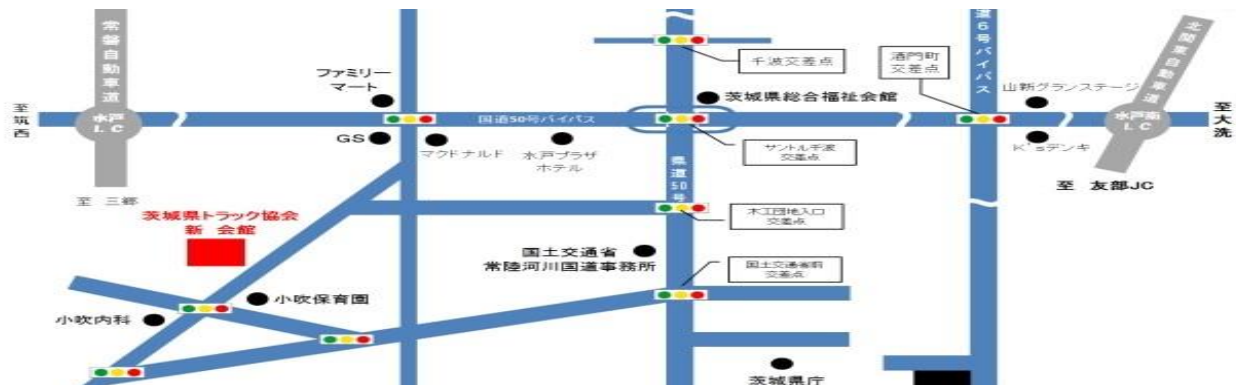 常磐自動車道
北関東自動車道
道6号バイパス
千波交差点
酒門町
交差点
ファミリー
マート
茨城県総合福祉会館
山新グランステージ
至筑西
水戸
I.C
国道50号バイパス
水戸南
I.C
至大洗
GS
マクドナルド
水戸プラザ
ホテル
サントル千波
交差点
K'sデンキ
県道50号
至 三郷
至 友部JC
茨城県トラック協会
新 会館
木工団地入口
交差点
国土交通省
常陸河川国道事務所
国土交通省前
交差点
小吹保育園
小吹内科
茨城県庁